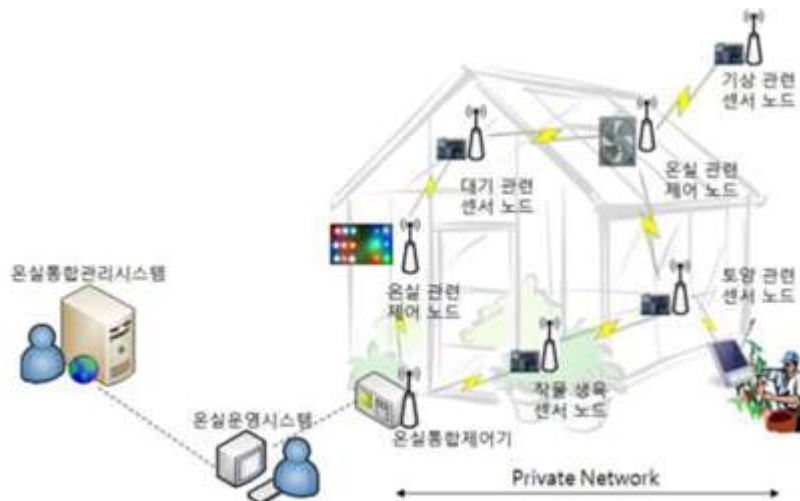 기상 관련
센서 노드
대기 관련
센서 노드
온실 관련
제어 노드
온실통합관리시스템
온실 관련
제어 노드
토양 관련
센서 노드
작물 생육
센서 노드
온실운영시스템
온실통합제어기
Private Network